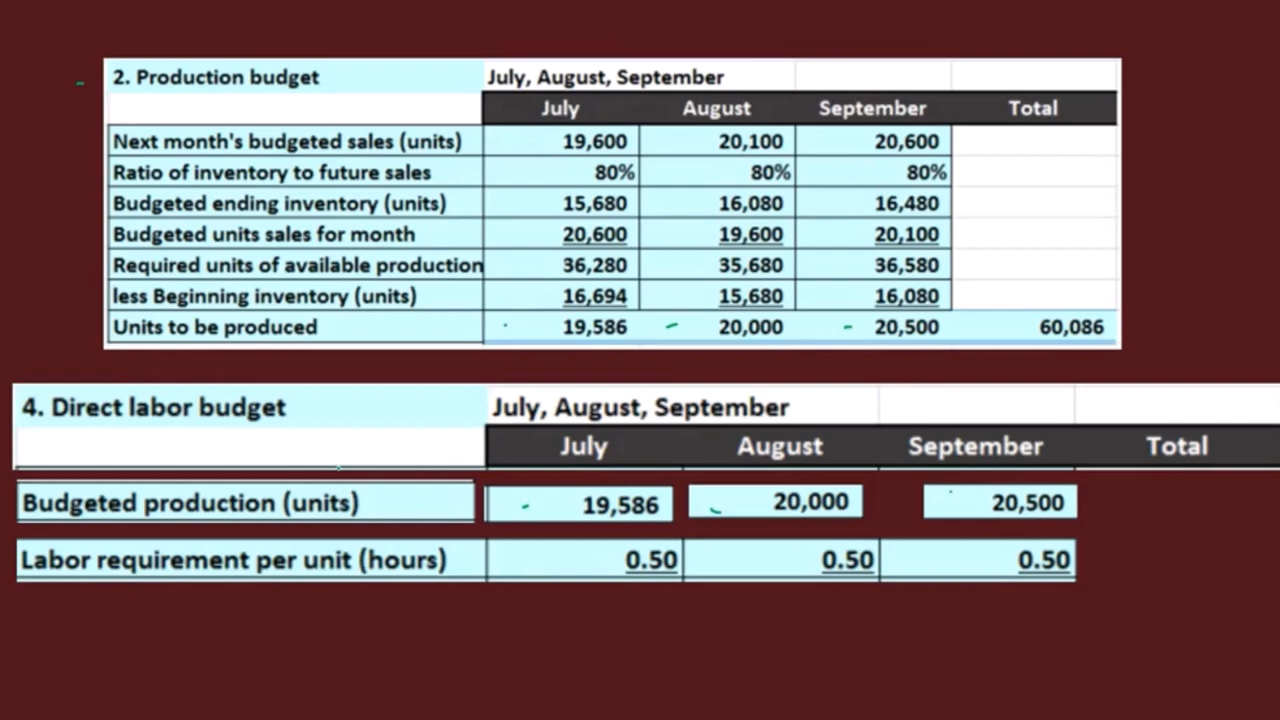 2. Production budget July, August, September
July August September Total
Next month's budgeted sales (units) 19,600 20,100 20,600
Ratio of inventory to future sales 80% 80% 80%
Budgeted ending inventory (units) 15,680 16,080 16,480
Budgeted units sales for month 20,600 19,600 20,100
Required units of available production 36,280 35,680 36,580
less Beginning inventory (units) 16,694 15,680 16,080
Units to be produced 19,586 20,000 20,500 60,086
4. Direct labor budget July, August, September
July August September Total
Budgeted production (units) 19,586 20,000 20,500
Labor requirement per unit (hours) 0.50 0.50 0.50